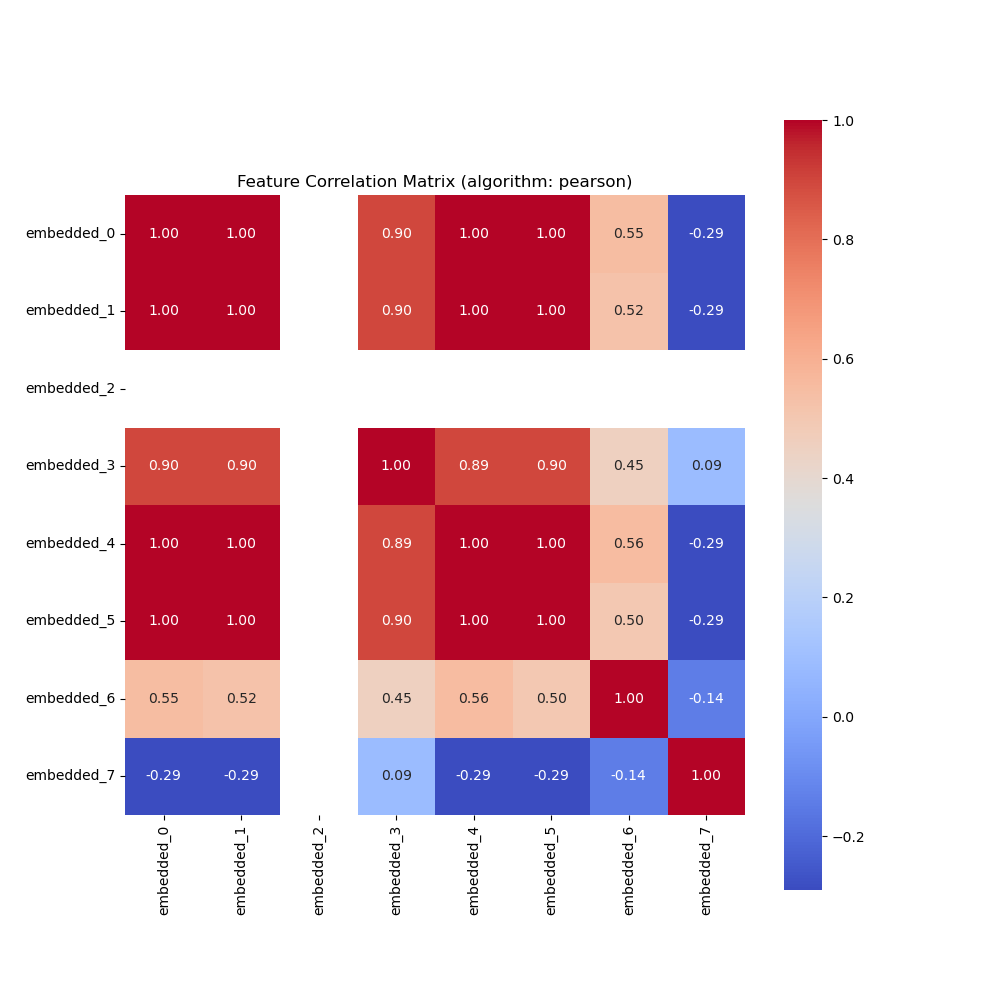 Feature Correlation Matrix (algorithm: pearson)
embedded_0 1.00 1.00 0.90 1.00 1.00 0.55 -0.29
embedded_1 1.00 1.00 0.90 1.00 1.00 0.52 -0.29
embedded_2
embedded_3 0.90 0.90 1.00 0.89 0.90 0.45 0.09
embedded_4 1.00 1.00 0.89 1.00 1.00 0.56 -0.29
embedded_5 1.00 1.00 0.90 1.00 1.00 0.50 -0.29
embedded_6 0.55 0.52 0.45 0.56 0.50 1.00 -0.14
embedded_7 -0.29 -0.29 0.09 -0.29 -0.29 -0.14 1.00
embedded_0
embedded_1
embedded_2
embedded_3
embedded_4
embedded_5
embedded_6
embedded_7
1.0
0.8
0.6
0.4
0.2
0.0
−0.2